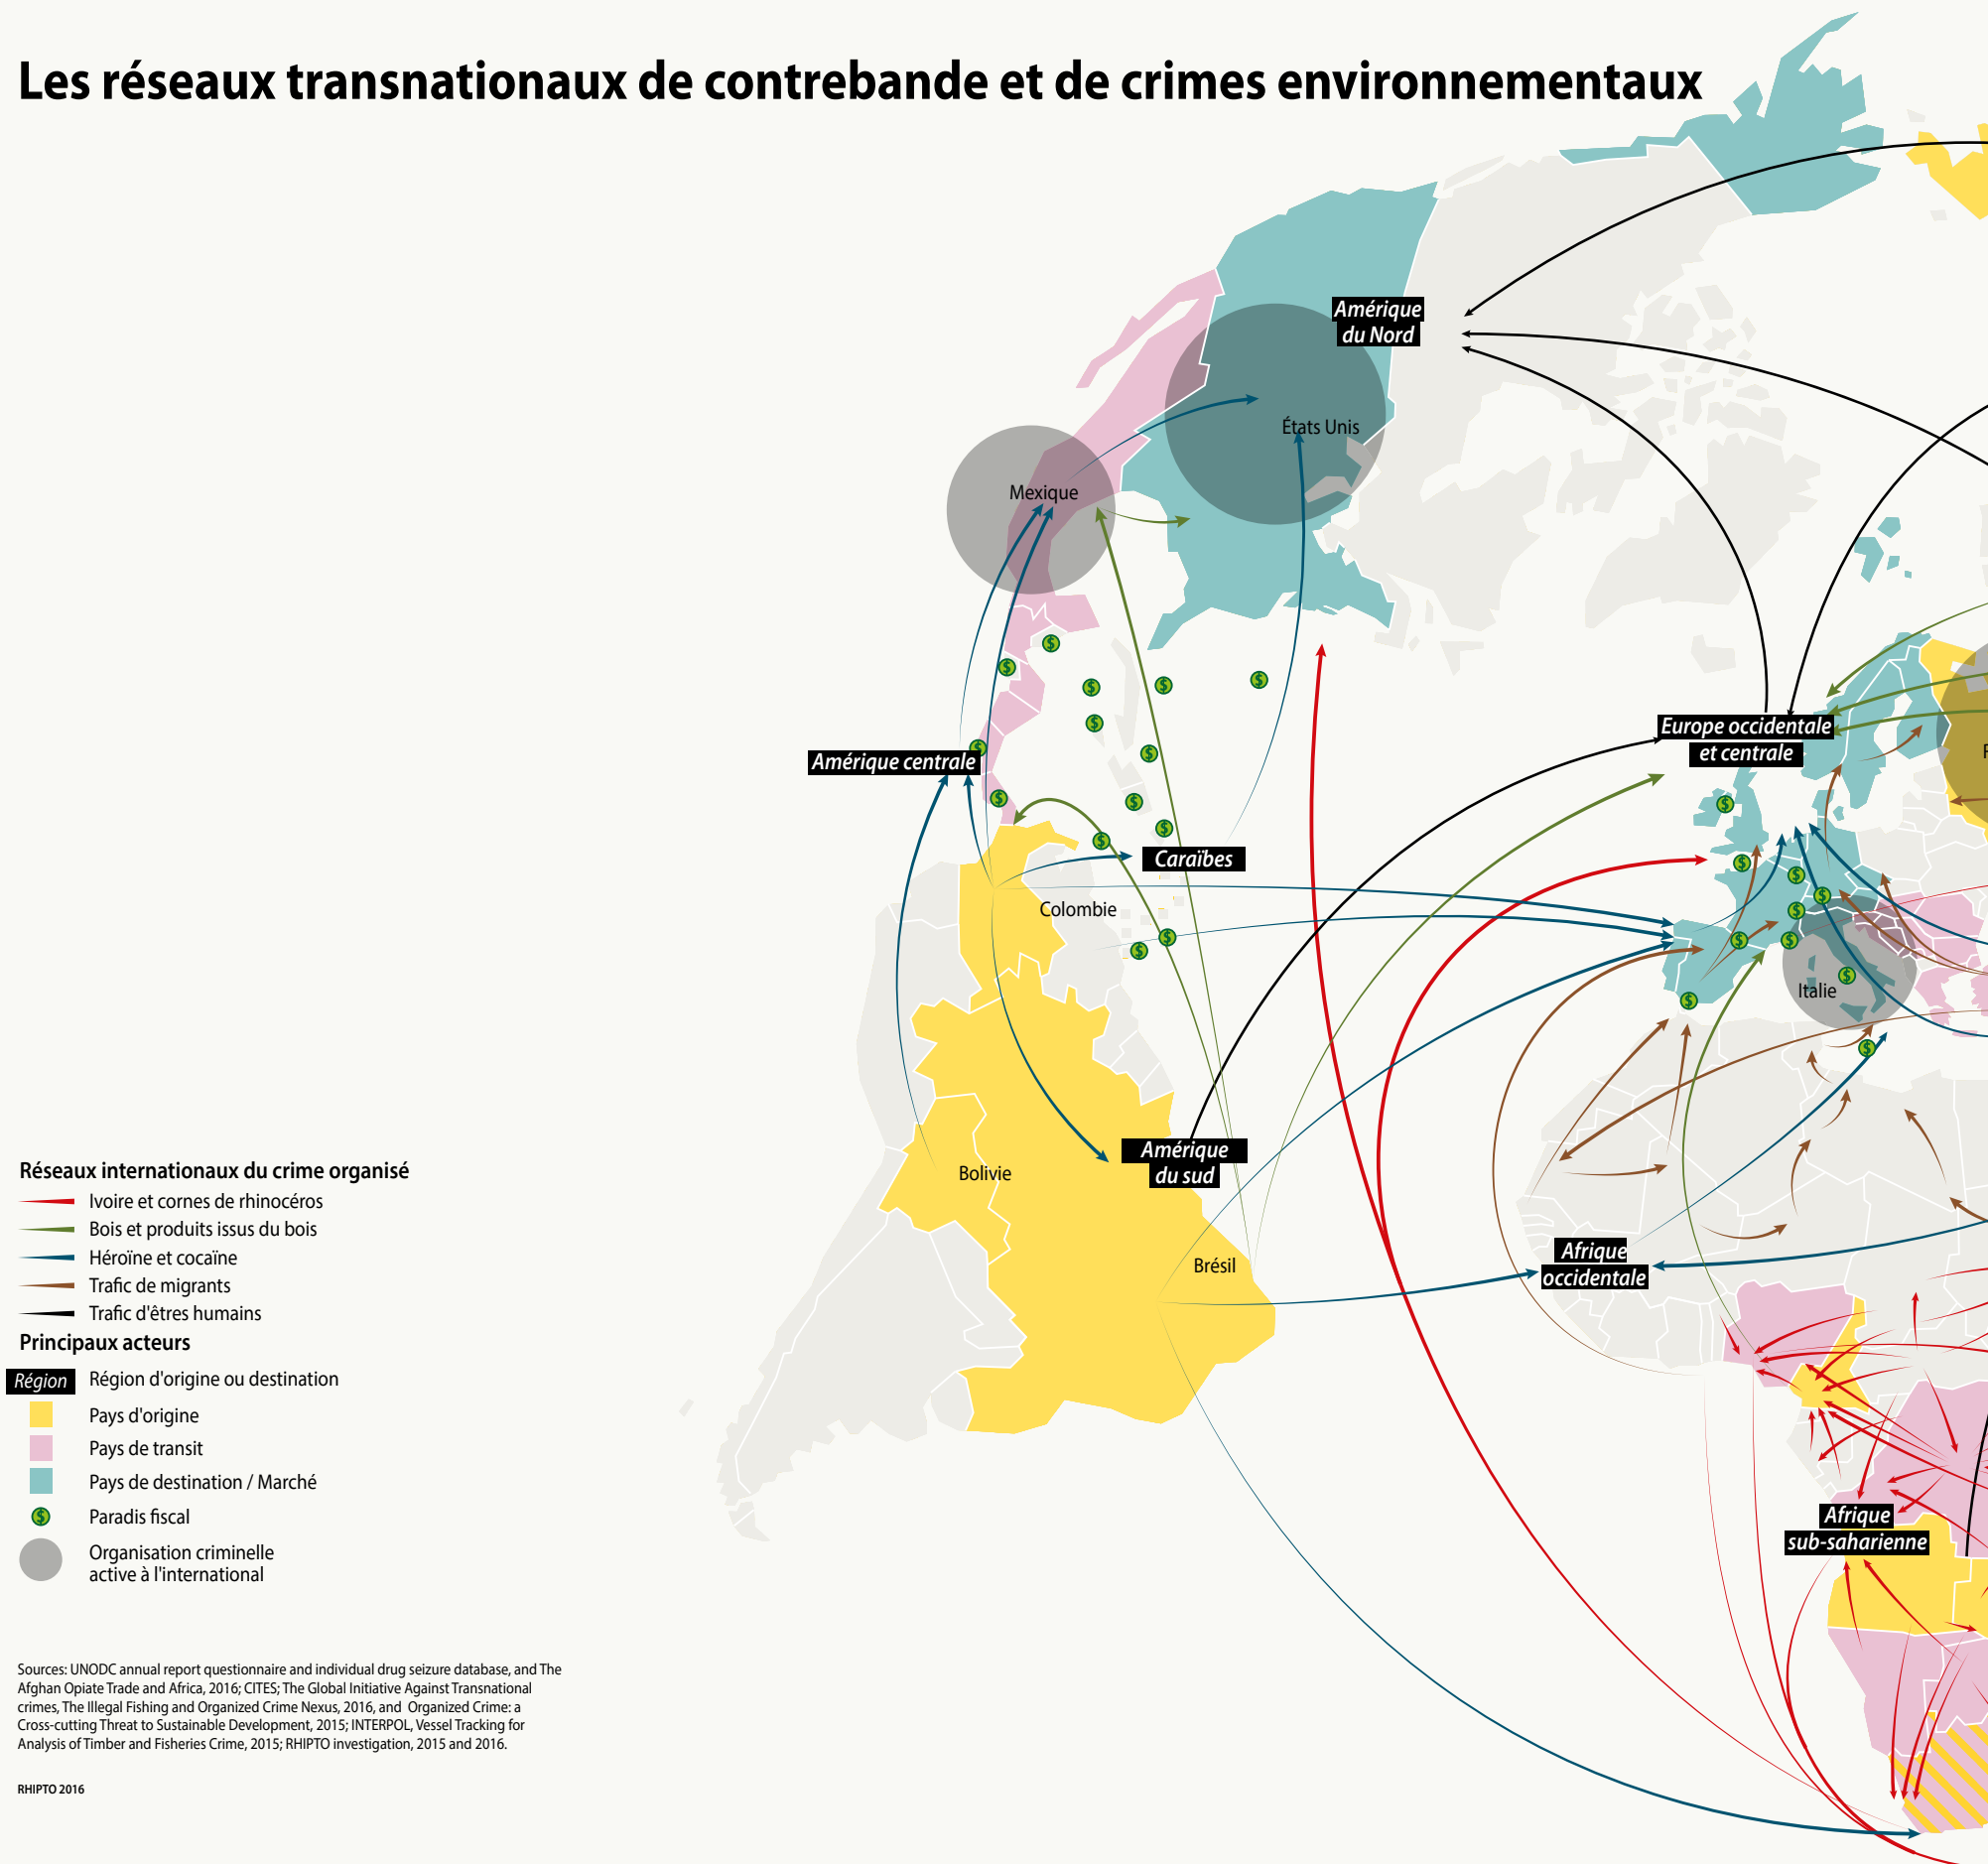 Les réseaux transnationaux de contrebande et de crimes environnementaux
Amérique
du Nord
États Unis
Mexique
Europe occidentale
et centrale
Amérique centrale
Caraïbes
Colombie
Italie
Amérique
du sud
Bolivie
Brésil
Afrique
occidentale
Afrique
sub-saharienne
Réseaux internationaux du crime organisé
Ivoire et cornes de rhinocéros
Bois et produits issus du bois
Héroïne et cocaïne
Trafic de migrants
Trafic d'êtres humains
Principaux acteurs
Région
Région d'origine ou destination
Pays d'origine
Pays de transit
Pays de destination / Marché
$
Paradis fiscal
Organisation criminelle
active à l'international
Sources: UNODC annual report questionnaire and individual drug seizure database, and The
Afghan Opiate Trade and Africa, 2016; CITES; The Global Initiative Against Transnational
crimes, The Illegal Fishing and Organized Crime Nexus, 2016, and Organized Crime: a
Cross-cutting Threat to Sustainable Development, 2015; INTERPOL, Vessel Tracking for
Analysis of Timber and Fisheries Crime, 2015; RHIPTO investigation, 2015 and 2016.
RHIPTO 2016